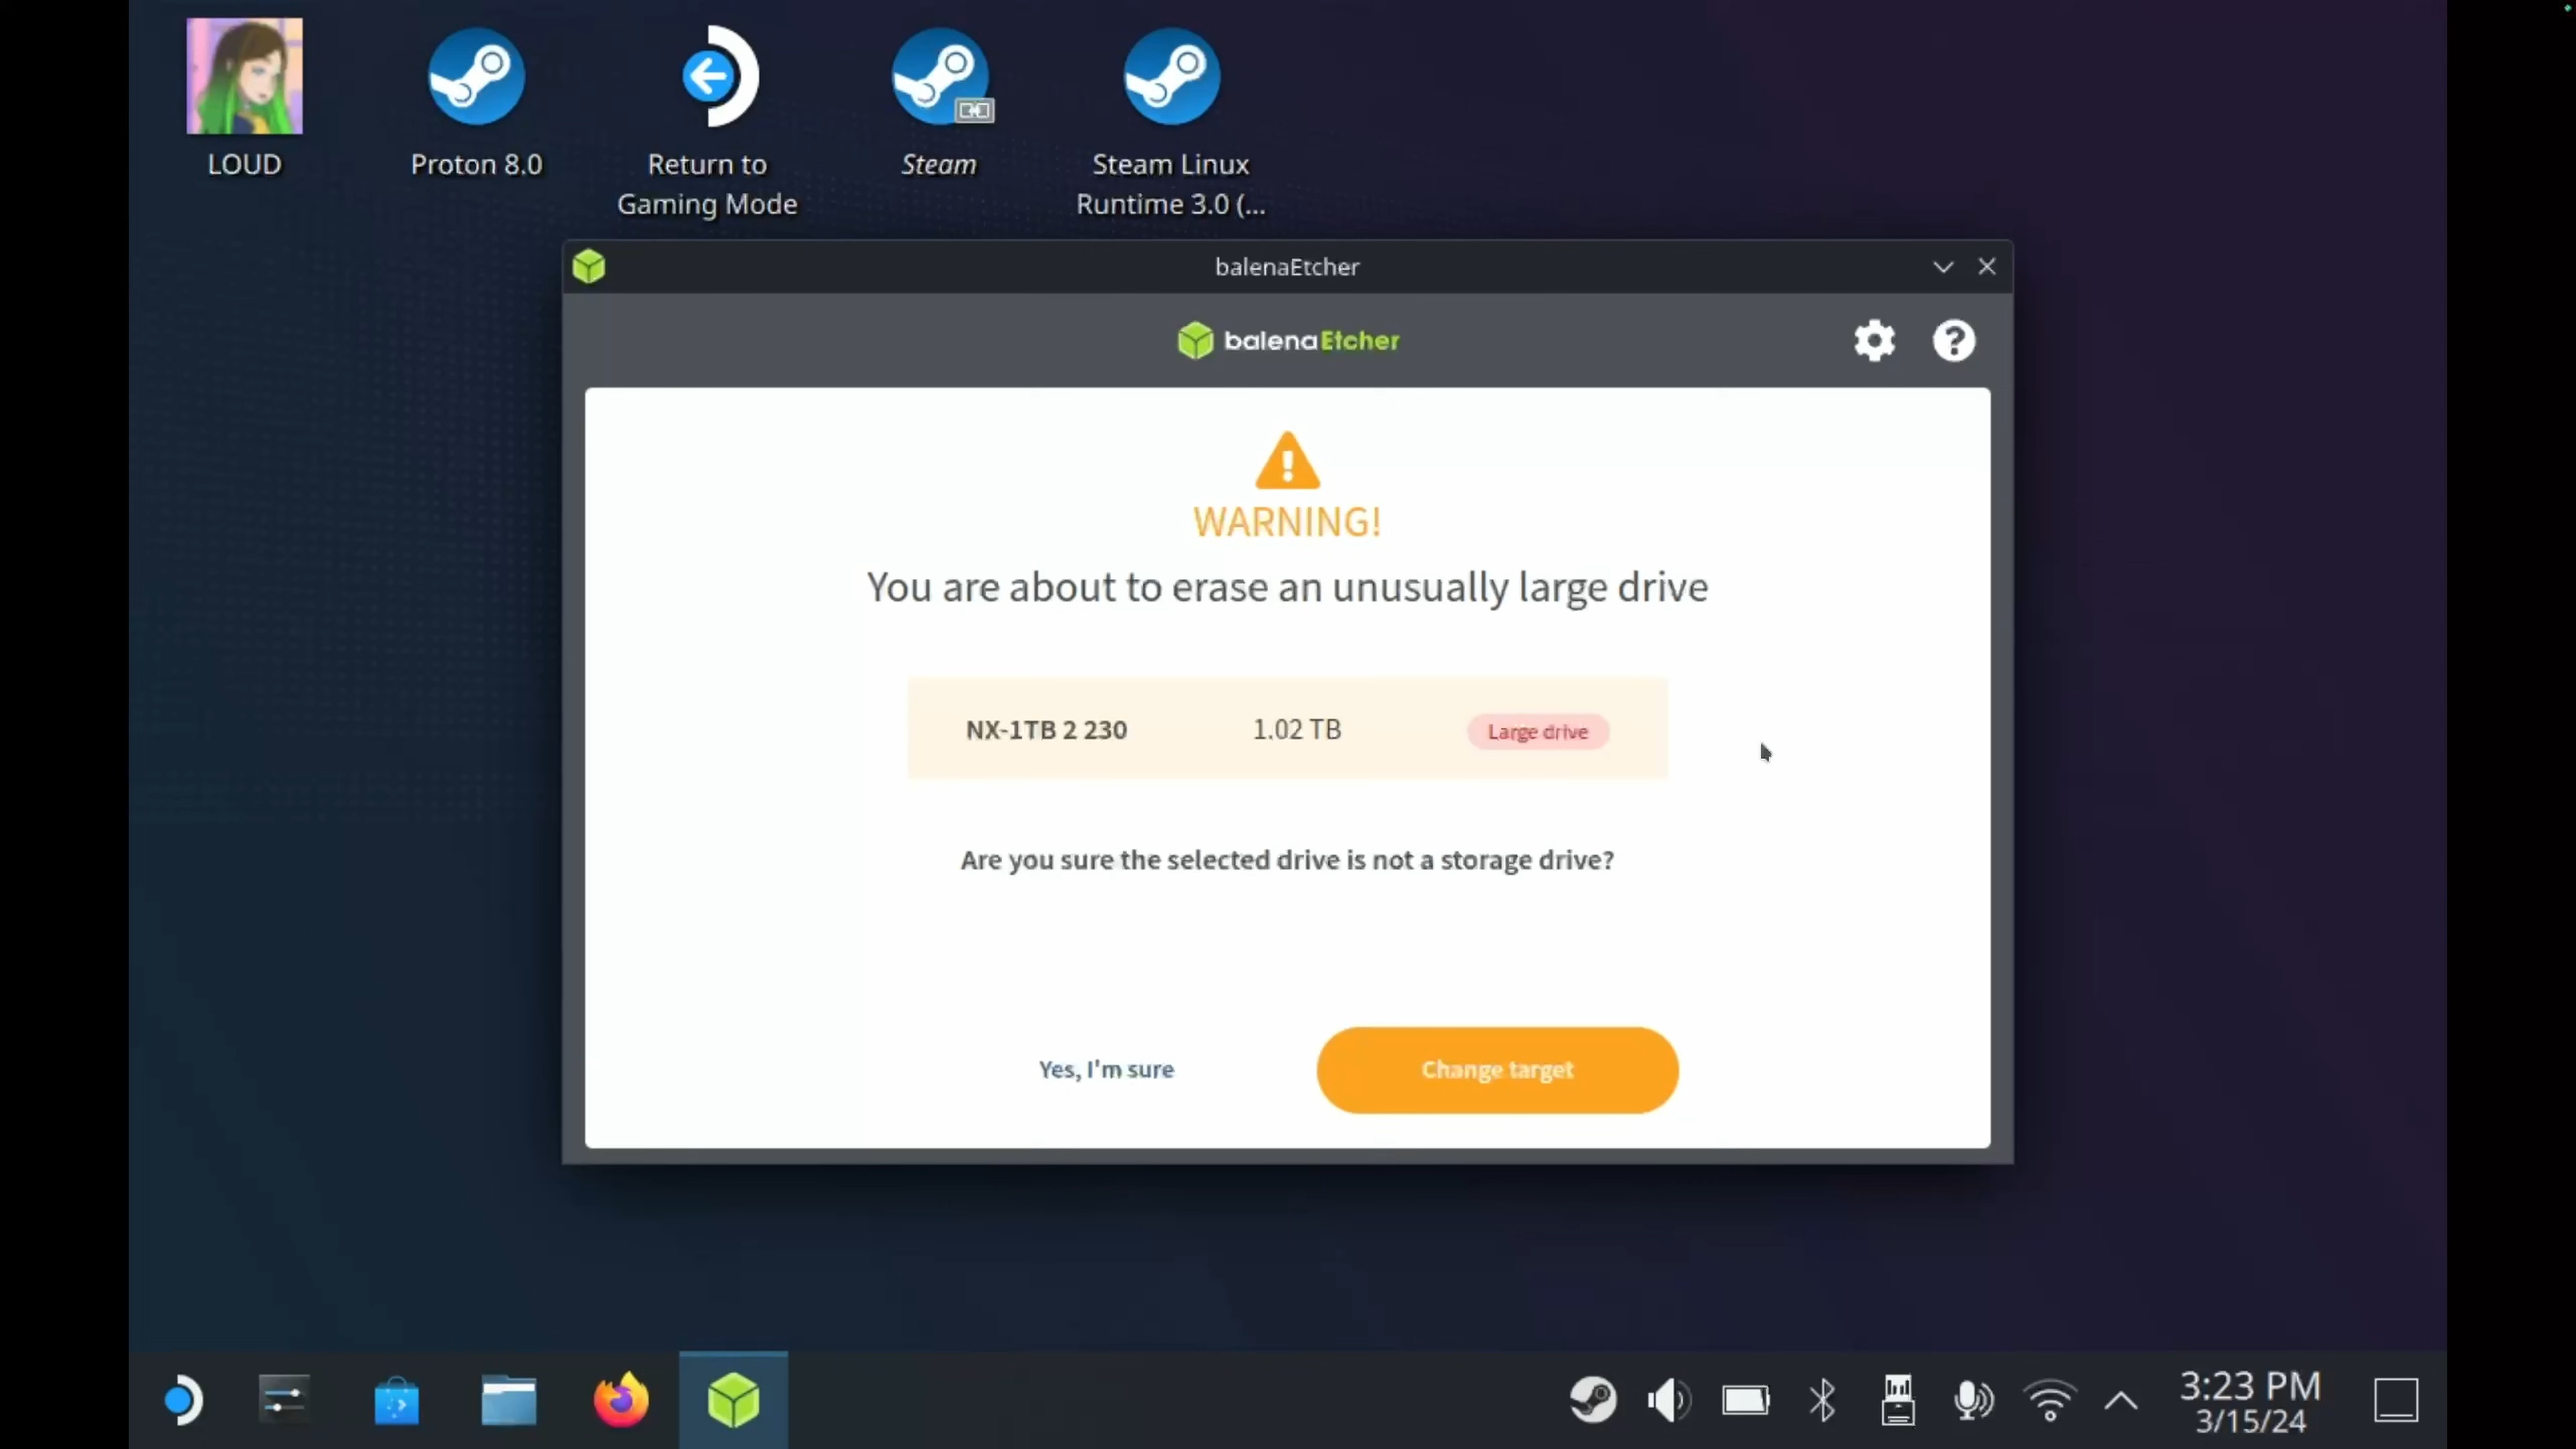 LOUD
Proton 8.0
Return to
Gaming Mode
Steam
Steam Linux
Runtime 3.0 (...
balenaEtcher
balenaEtcher
WARNING!
You are about to erase an unusually large drive
NX-1TB 2 230 1.02 TB Large drive
Are you sure the selected drive is not a storage drive?
Yes, I'm sure Change target
3:23 PM
3/15/24